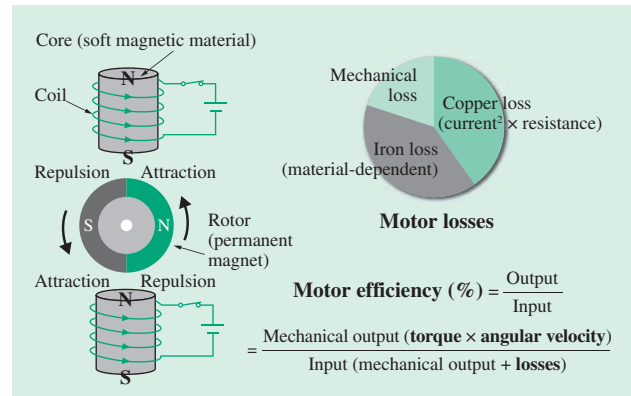 Core (soft magnetic material)
N
Coil
S
Repulsion Attraction
S N
Rotor
(permanent
magnet)
Attraction Repulsion
N
S
Mechanical
loss
Copper loss
(current² × resistance)
Iron loss
(material-dependent)
Motor losses
Motor efficiency (%) = Output
Input
= Mechanical output (torque × angular velocity)
Input (mechanical output + losses)